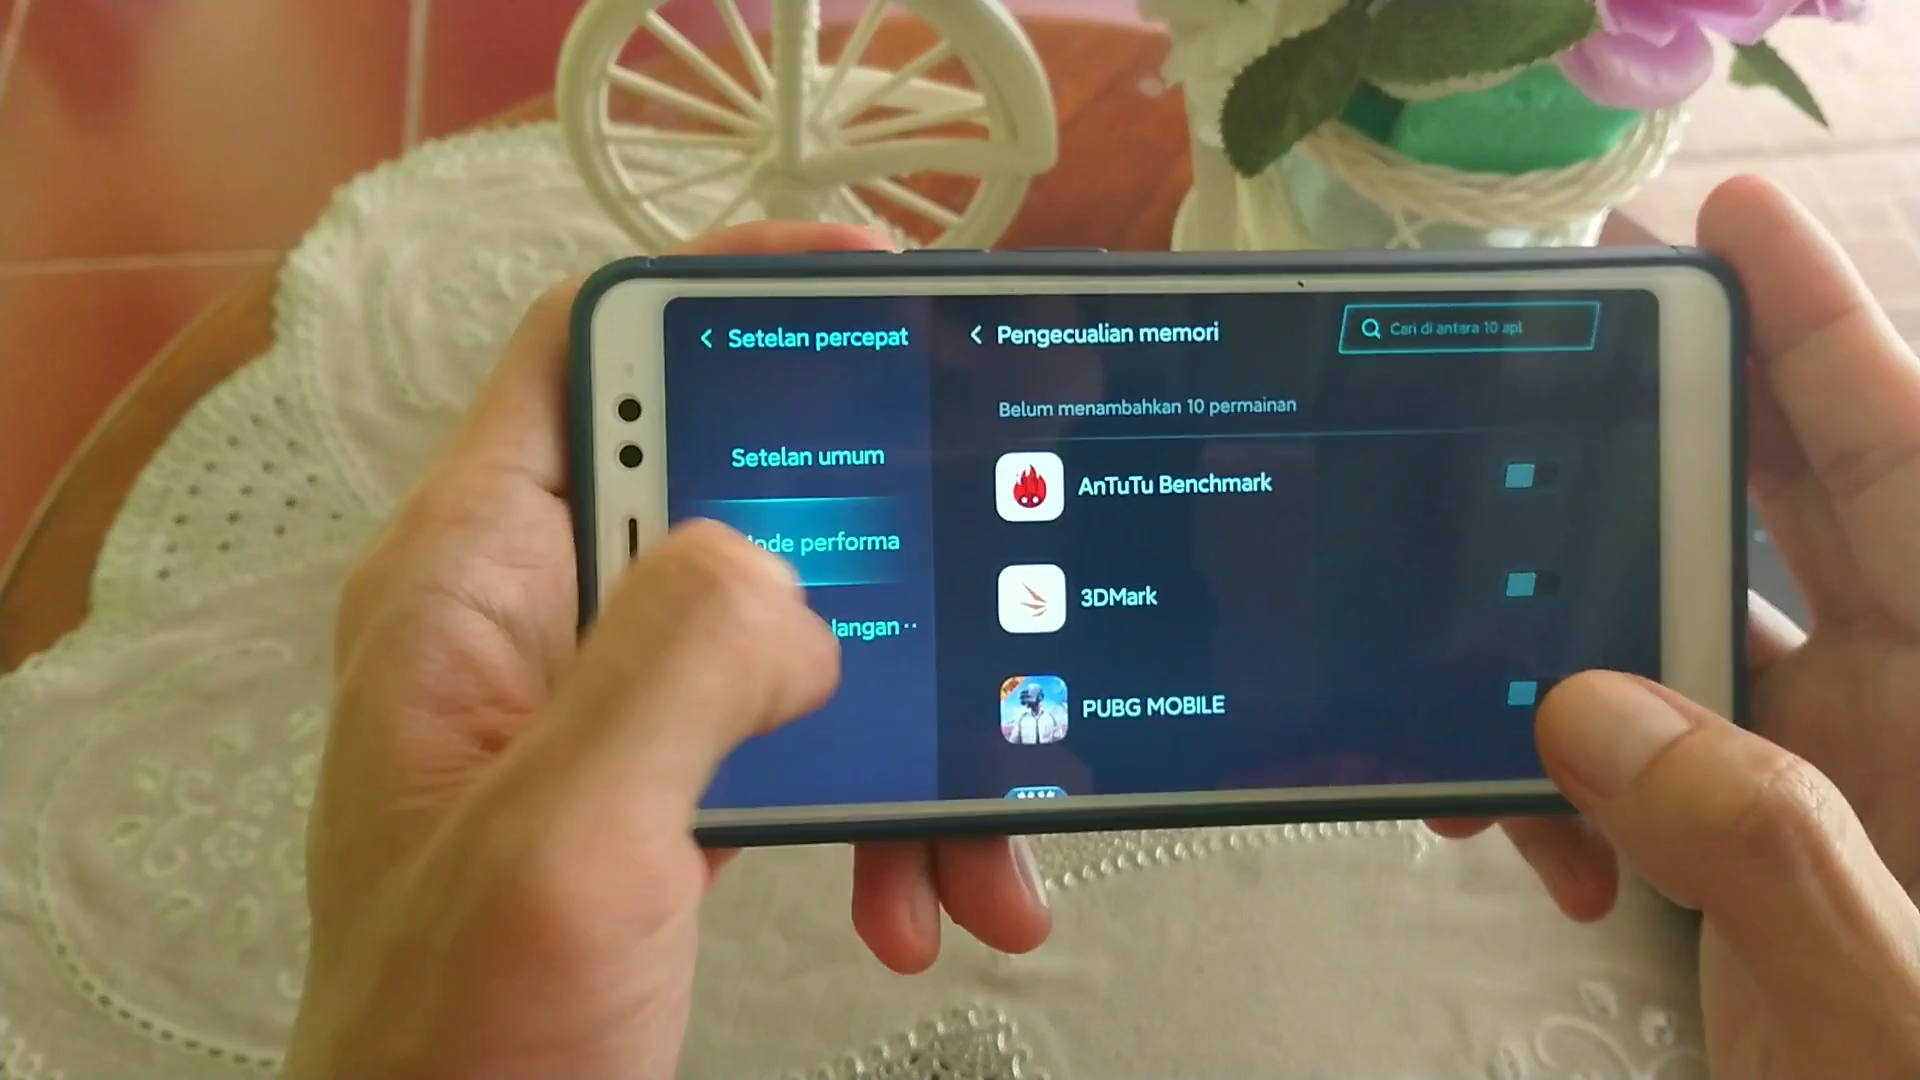 Setelan percepat
Setelan umum
performa
Pengecualian memori
Cari di antara 10 apl
Belum menambahkan 10 permainan
AnTuTu Benchmark
3DMark
PUBG MOBILE